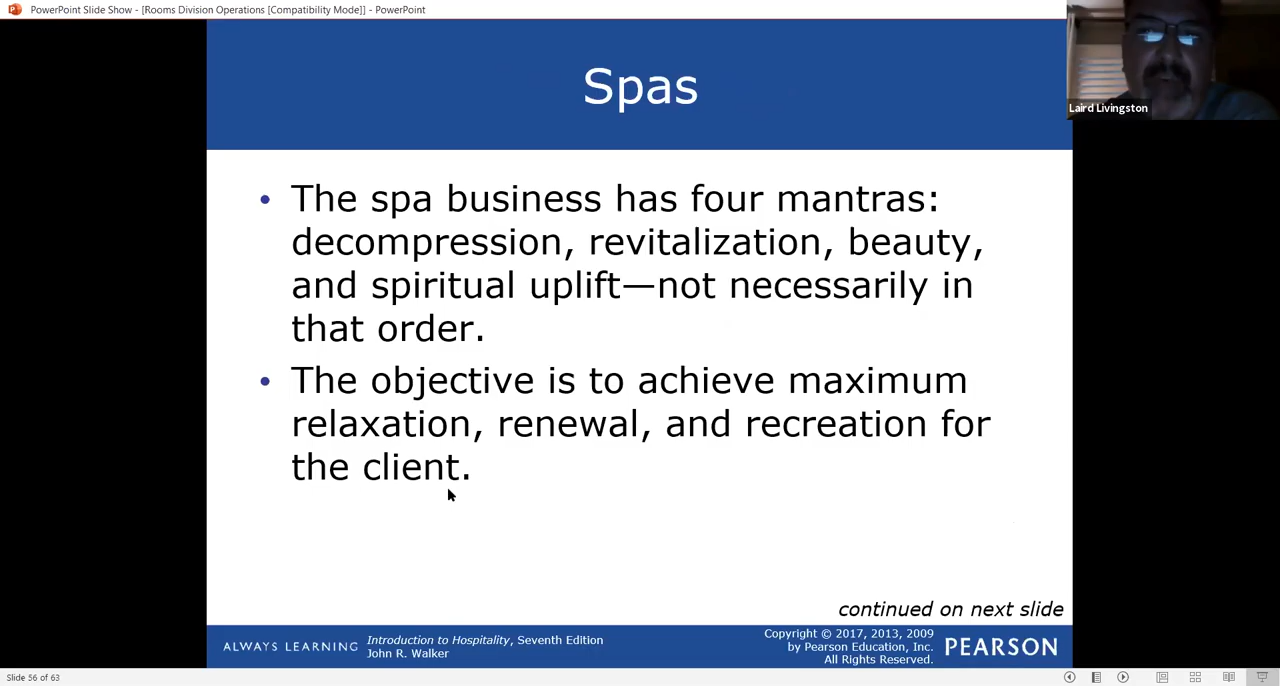 PowerPoint Slide Show - [Rooms Division Operations [Compatibility Mode]] - PowerPoint
Laird Livingston
Spas
• The spa business has four mantras:
decompression, revitalization, beauty,
and spiritual uplift—not necessarily in
that order.
• The objective is to achieve maximum
relaxation, renewal, and recreation for
the client.
continued on next slide
ALWAYS LEARNING
Introduction to Hospitality, Seventh Edition
John R. Walker
Copyright © 2017, 2013, 2009
by Pearson Education, Inc.
All Rights Reserved.
PEARSON
Slide 56 of 63